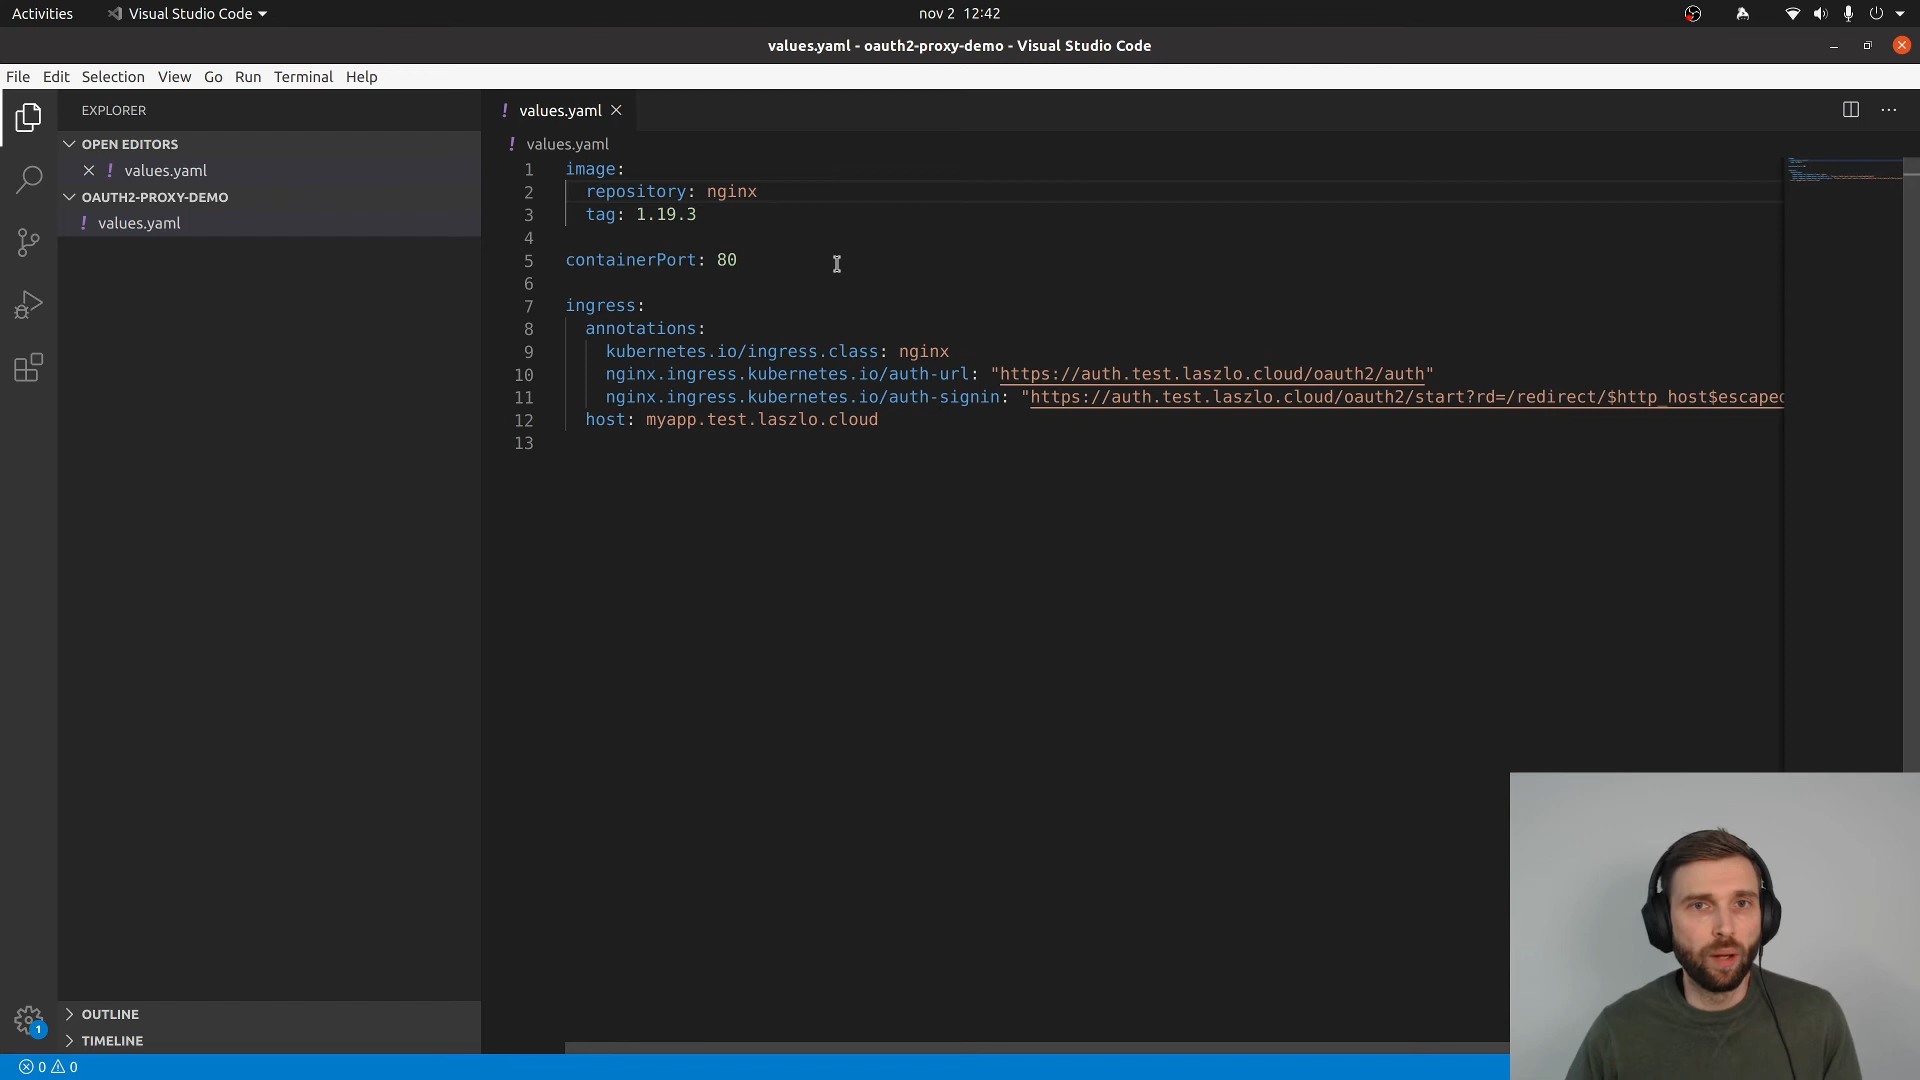 Activities
Visual Studio Code
nov 2 12:42
values.yaml - oauth2-proxy-demo - Visual Studio Code
File Edit Selection View Go Run Terminal Help
EXPLORER
OPEN EDITORS
! values.yaml
OAUTH2-PROXY-DEMO
! values.yaml
! values.yaml
! values.yaml
1 image:
2 repository: nginx
3 tag: 1.19.3
4
5 containerPort: 80
6
7 ingress:
8 annotations:
9 kubernetes.io/ingress.class: nginx
10 nginx.ingress.kubernetes.io/auth-url: "https://auth.test.laszlo.cloud/oauth2/auth"
11 nginx.ingress.kubernetes.io/auth-signin: "https://auth.test.laszlo.cloud/oauth2/start?rd=/redirect/$http_host$escaped
12 host: myapp.test.laszlo.cloud
13
OUTLINE
TIMELINE
1
0 0